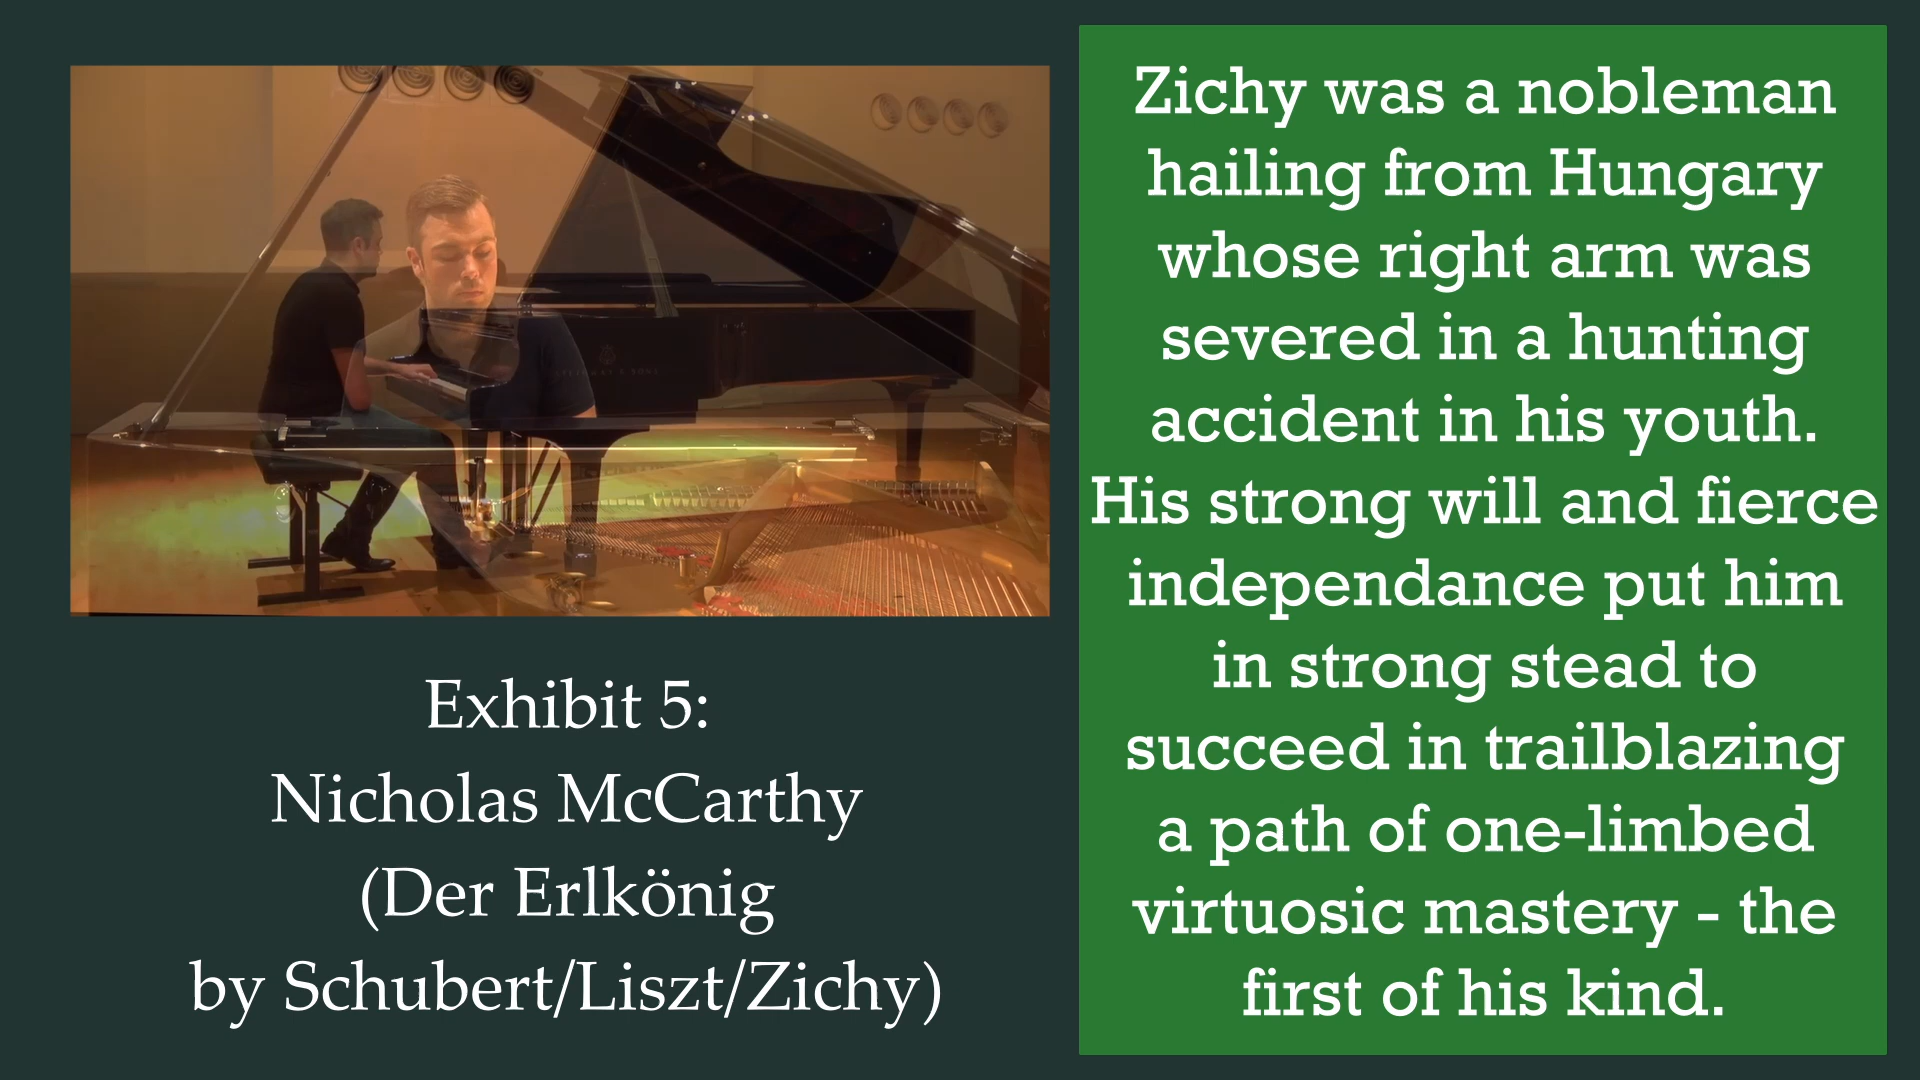 Exhibit 5:
Nicholas McCarthy
(Der Erlkönig
by Schubert/Liszt/Zichy)
Zichy was a nobleman
hailing from Hungary
whose right arm was
severed in a hunting
accident in his youth.
His strong will and fierce
independance put him
in strong stead to
succeed in trailblazing
a path of one-limbed
virtuosic mastery - the
first of his kind.
STEINWAY & SONS